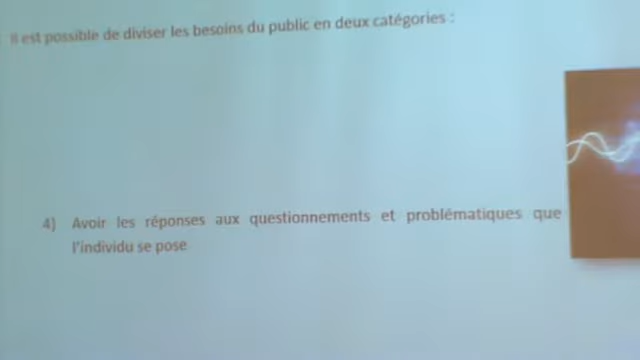 Il est possible de diviser les besoins du public en deux catégories :
4) Avoir les réponses aux questionnements et problématiques que
l'individu se pose